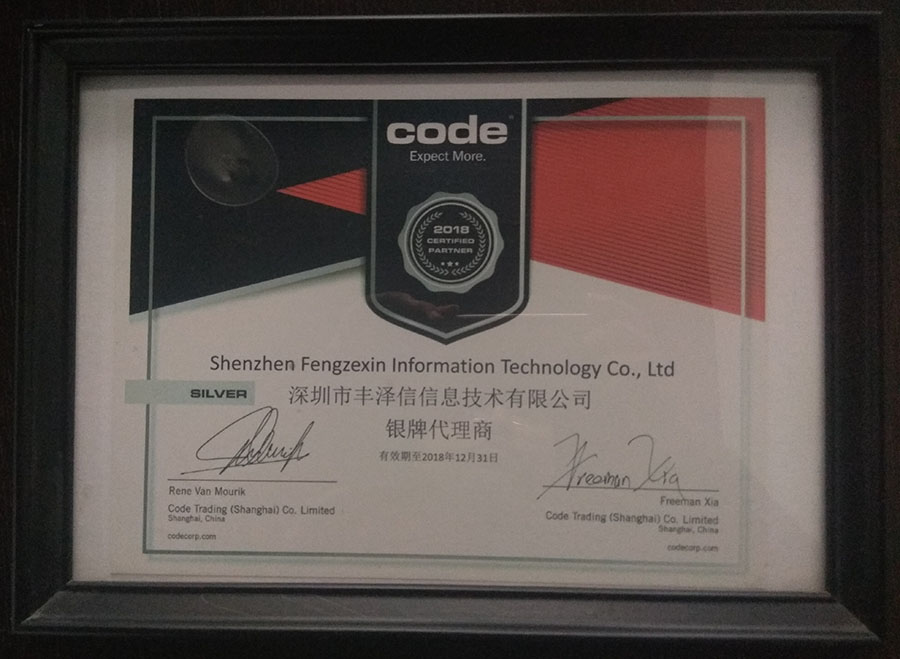 code
Expect More.
2018
CERTIFIED
PARTNER
Shenzhen Fengzexin Information Technology Co., Ltd
SILVER
深圳市丰泽信信息技术有限公司
银牌代理商
有效期至2018年12月31日
Rene Van Mourik
Code Trading (Shanghai) Co. Limited
Shanghai, China
codecorp.com
Freeman Xia
Freeman Xia
Code Trading (Shanghai) Co. Limited
Shanghai, China
codecorp.com